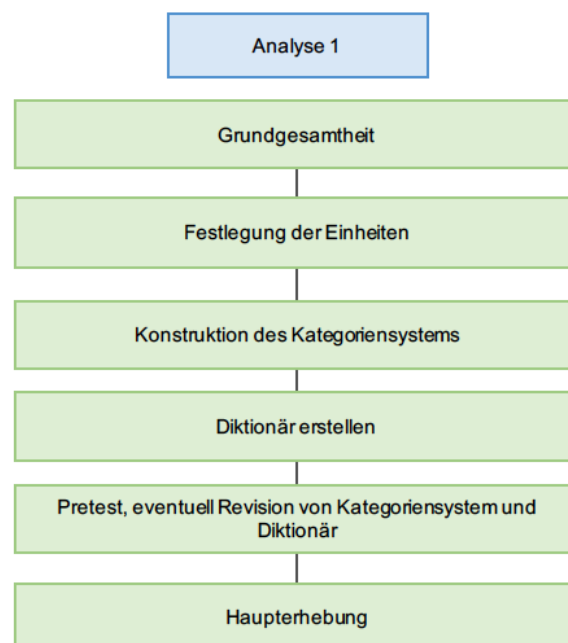 Analyse 1
Grundgesamtheit
Festlegung der Einheiten
Konstruktion des Kategoriensystems
Diktionär erstellen
Pretest, eventuell Revision von Kategoriensystem und
Diktionär
Haupterhebung